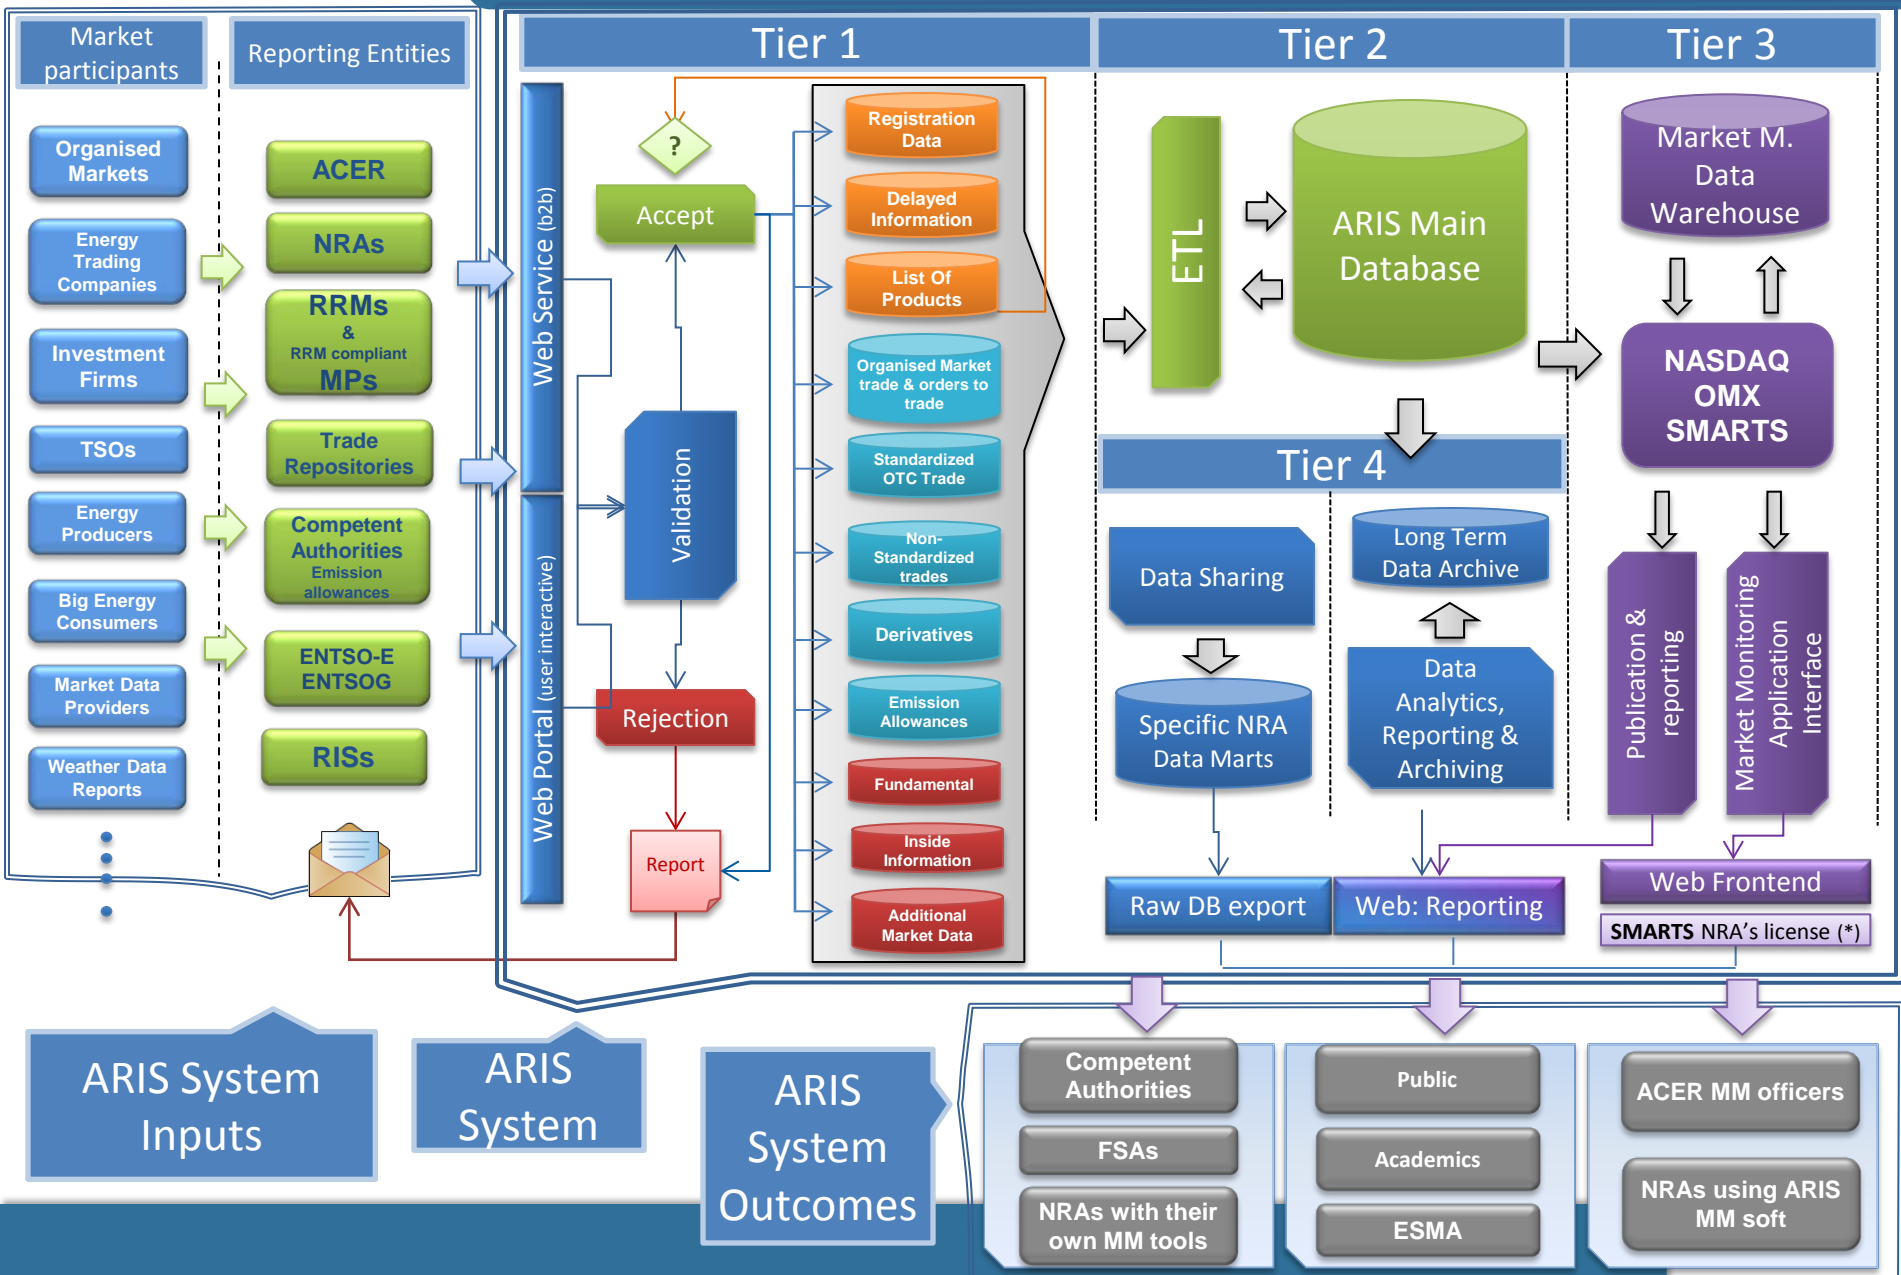 Market
participants
Reporting Entities
Tier 1
Tier 2
Tier 3
Organised
Markets
Energy
Trading
Companies
Investment
Firms
TSOs
Energy
Producers
Big Energy
Consumers
Market Data
Providers
Weather Data
Reports
ACER
NRAs
RRMs
&
RRM compliant
MPs
Trade
Repositories
Competent
Authorities
Emission
allowances
ENTSO-E
ENTSOG
RISs
Web Service (b2b)
Web Portal (user interactive)
?
Accept
Validation
Rejection
Report
Registration
Data
Delayed
Information
List Of
Products
Organised Market
trade & orders to
trade
Standardized
OTC Trade
Non-
Standardized
trades
Derivatives
Emission
Allowances
Fundamental
Inside
Information
Additional
Market Data
ETL
ARIS Main
Database
Tier 4
Data Sharing
Specific NRA
Data Marts
Long Term
Data Archive
Data
Analytics,
Reporting &
Archiving
Raw DB export
Web: Reporting
Market M.
Data
Warehouse
NASDAQ
OMX
SMARTS
Publication &
reporting
Market Monitoring
Application
Interface
Web Frontend
SMARTS NRA’s license (*)
ARIS System
Inputs
ARIS
System
ARIS
System
Outcomes
Competent
Authorities
FSAs
NRAs with their
own MM tools
Public
Academics
ESMA
ACER MM officers
NRAs using ARIS
MM soft